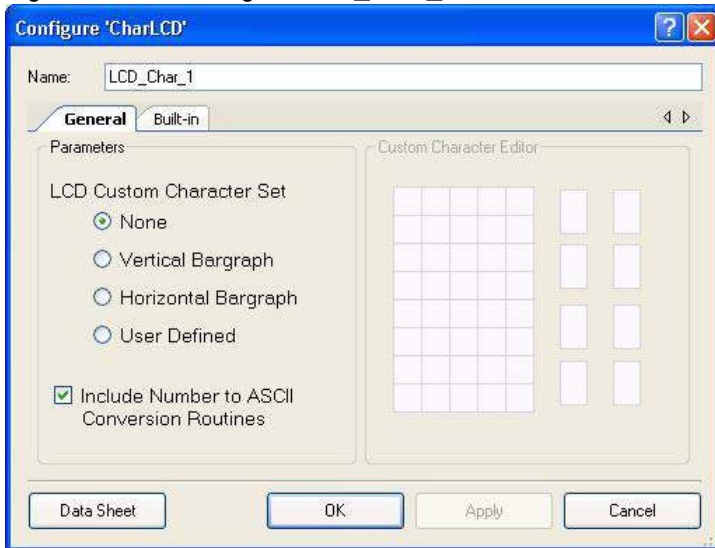 Configure 'CharLCD'
Name: LCD_Char_1
General Built-in
Parameters
LCD Custom Character Set
None
Vertical Bargraph
Horizontal Bargraph
User Defined
Include Number to ASCII
Conversion Routines
Custom Character Editor
Data Sheet OK Apply Cancel